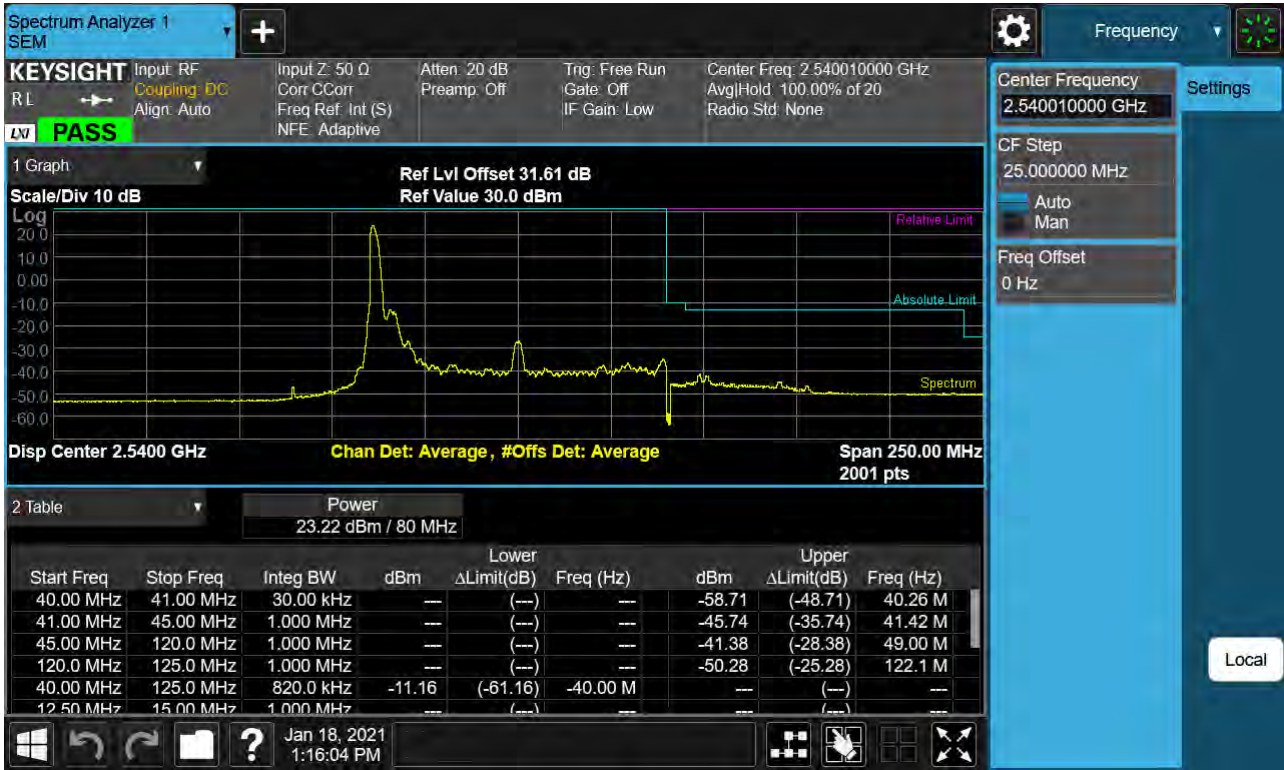 Spectrum Analyzer 1
SEM
Frequency
KEYSIGHT
RL
LXI
PASS
Input: RF
Coupling: DC
Align: Auto
Input Z: 50 Ω
Corr CCorr
Freq Ref: Int (S)
NFE: Adaptive
Atten: 20 dB
Preamp: Off
Trig: Free Run
Gate: Off
IF Gain: Low
Center Freq: 2.540010000 GHz
Avg|Hold: 100.00% of 20
Radio Std: None
Center Frequency
2.540010000 GHz
Settings
CF Step
25.000000 MHz
Auto
Man
Freq Offset
0 Hz
1 Graph
Scale/Div 10 dB
Ref Lvl Offset 31.61 dB
Ref Value 30.0 dBm
Log
20.0
10.0
0.00
-10.0
-20.0
-30.0
-40.0
-50.0
-60.0
Relative Limit
Absolute Limit
Spectrum
Disp Center 2.5400 GHz
Chan Det: Average, #Offs Det: Average
Span 250.00 MHz
2001 pts
2 Table
Power
23.22 dBm / 80 MHz
Lower Upper
Start Freq Stop Freq Integ BW dBm ΔLimit(dB) Freq (Hz) dBm ΔLimit(dB) Freq (Hz)
40.00 MHz 41.00 MHz 30.00 kHz --- (---) --- -58.71 (-48.71) 40.26 M
41.00 MHz 45.00 MHz 1.000 MHz --- (---) --- -45.74 (-35.74) 41.42 M
45.00 MHz 120.0 MHz 1.000 MHz --- (---) --- -41.38 (-28.38) 49.00 M
120.0 MHz 125.0 MHz 1.000 MHz --- (---) --- -50.28 (-25.28) 122.1 M
40.00 MHz 125.0 MHz 820.0 kHz -11.16 (-61.16) -40.00 M --- (---) ---
12.50 MHz 15.00 MHz 1.000 MHz --- (---) --- --- (---) ---
Local
?
Jan 18, 2021
1:16:04 PM